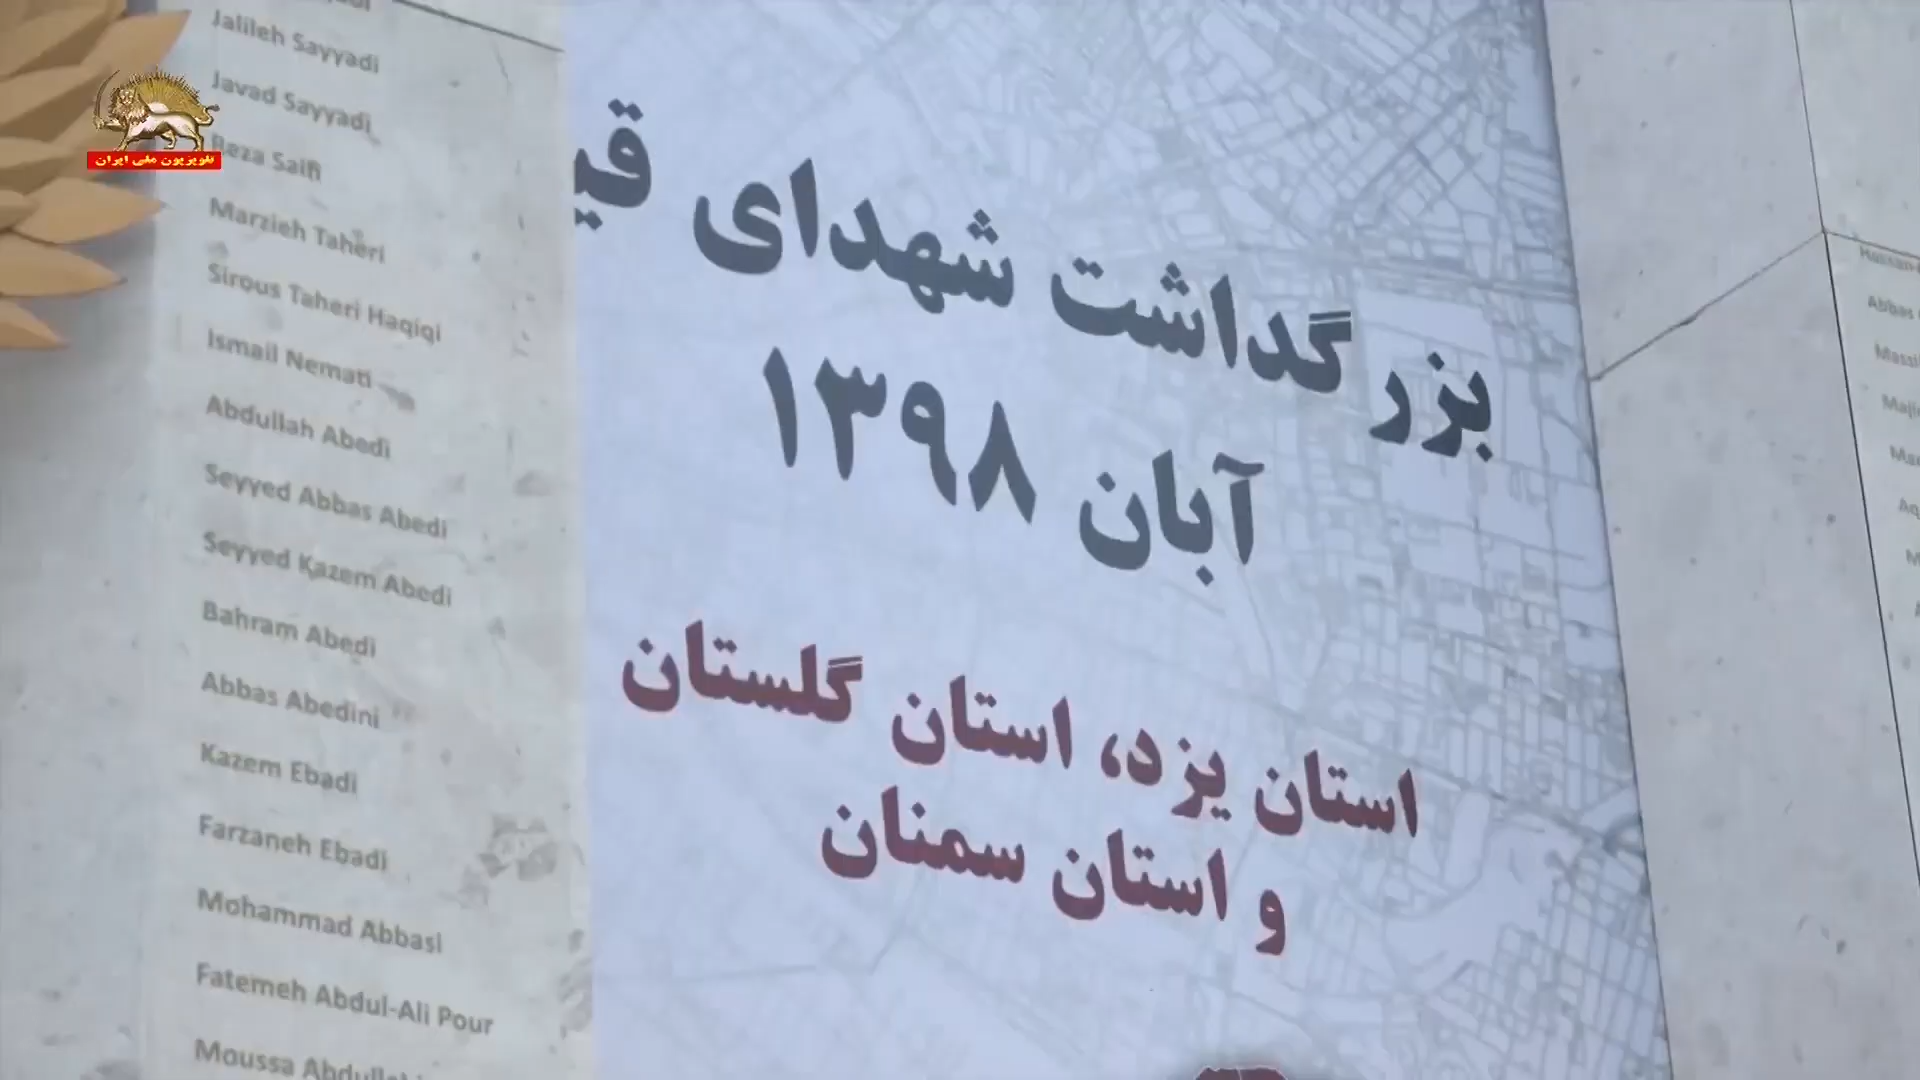 Jalileh Sayyadi
Javad Sayyadi
Reza Saifi
Marzieh Taheri
Sirous Taheri Haqiqi
Ismail Nemati
Abdullah Abedi
Seyyed Abbas Abedi
Seyyed Kazem Abedi
Bahram Abedi
Abbas Abedini
Kazem Ebadi
Farzaneh Ebadi
Mohammad Abbasi
Fatemeh Abdul-Ali Pour
Moussa
تلویزیون ملی ایران
بزرگداشت شهدای
آبان ۱۳۹۸
استان یزد، استان گلستان
و استان سمنان
Abbas